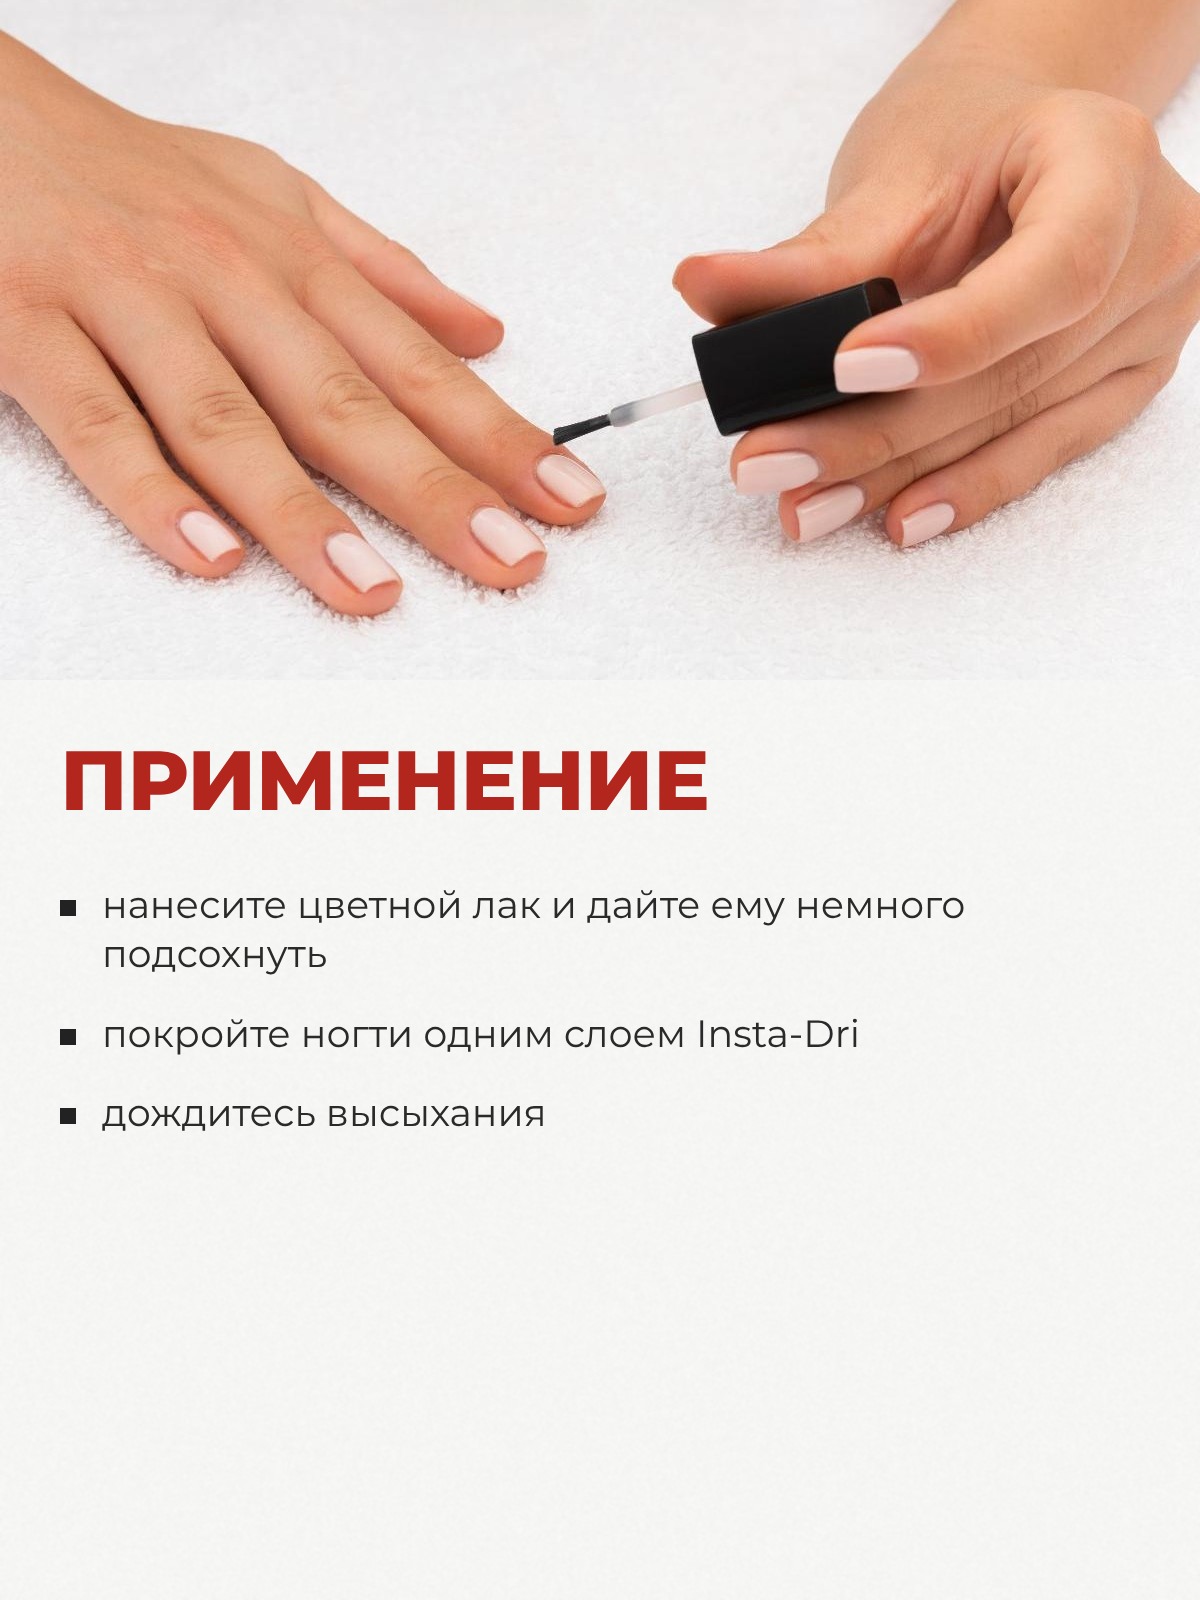 ПРИМЕНЕНИЕ
нанесите цветной лак и дайте ему немного
подсохнуть
покройте ногти одним слоем Insta-Dri
дождитесь высыхания